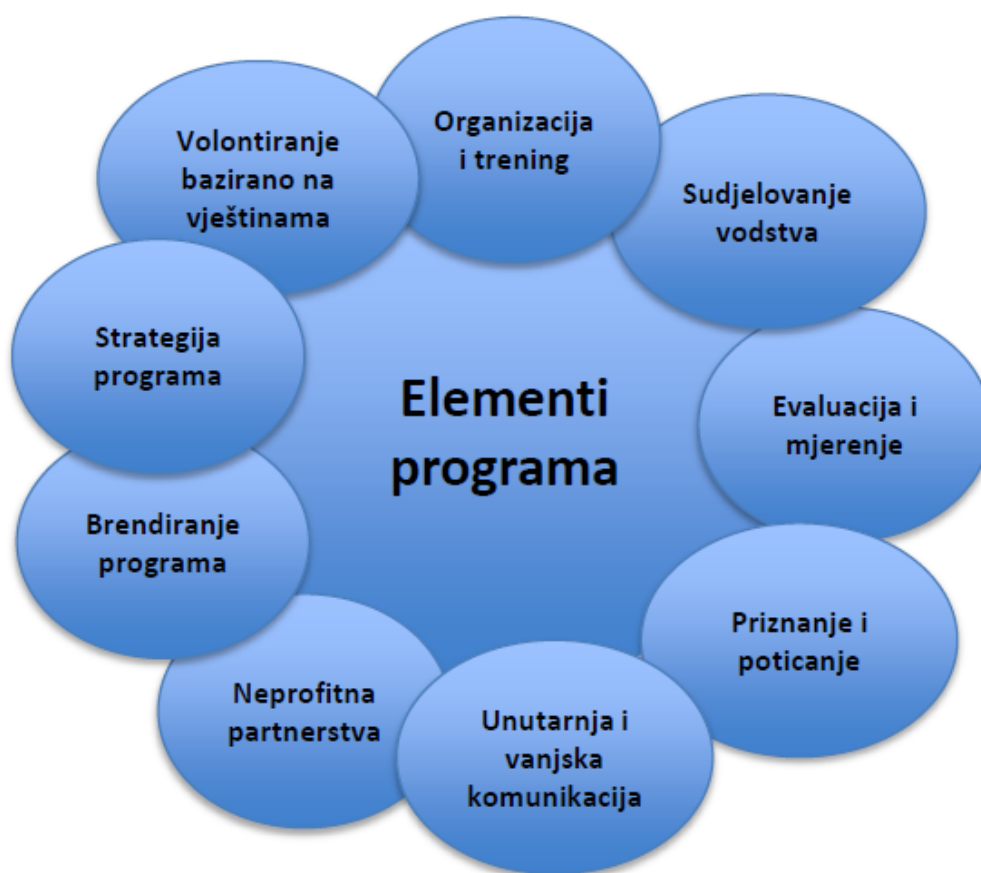 Organizacija
i trening
Sudjelovanje
vodstva
Evaluacija i
mjerenje
Priznanje i
poticanje
Unutarnja i
vanjska
komunikacija
Neprofitna
partnerstva
Brendiranje
programa
Strategija
programa
Volontiranje
bazirano na
vještinama
Elementi
programa